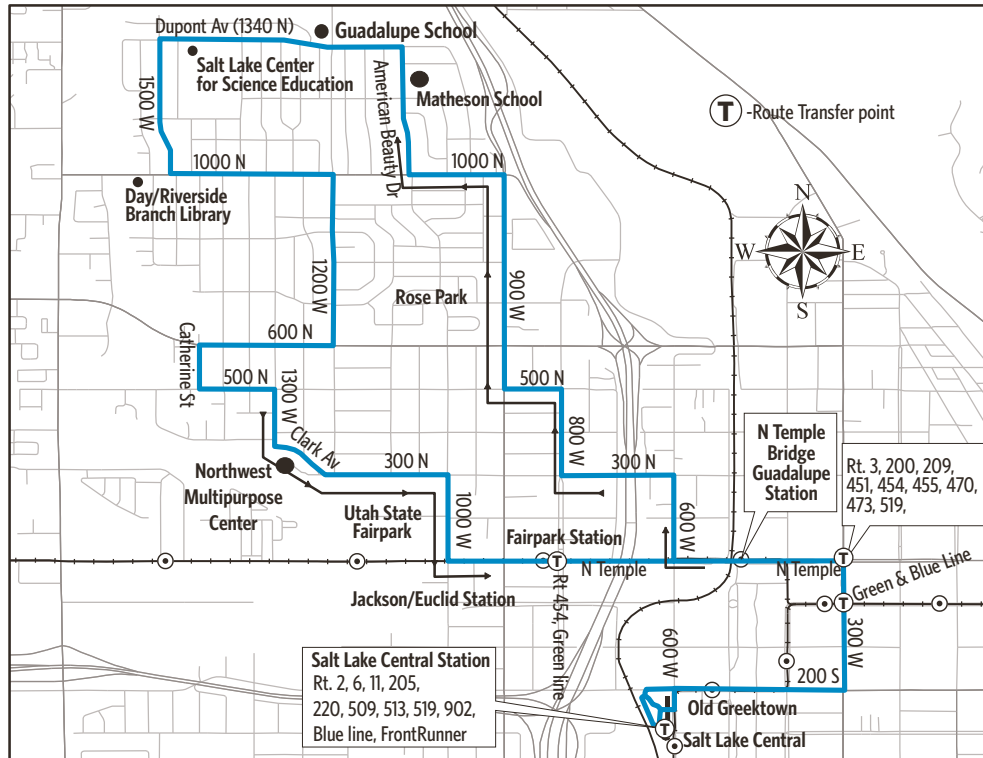 Dupont Av (1340 N)
Guadalupe School
Salt Lake Center
for Science Education
American Beauty Dr
Matheson School
T -Route Transfer point
1500 W
1000 N
1000 N
Day/Riverside
Branch Library
N
W
E
S
1200 W
900 W
Rose Park
600 N
Catherine St
500 N
1300 W
500 N
Clark Av
800 W
300 N
300 N
N Temple
Bridge
Guadalupe
Station
Rt. 3, 200, 209,
451, 454, 455, 470,
473, 519,
Northwest
Multipurpose
Center
Utah State
Fairpark
1000 W
Fairpark Station
600 W
T
N Temple
N Temple
T
Green & Blue Line
T
Jackson/Euclid Station
Rt 454, Green line
300 W
600 W
Salt Lake Central Station
Rt. 2, 6, 11, 205,
220, 509, 513, 519, 902,
Blue line, FrontRunner
200 S
Old Greektown
T
Salt Lake Central